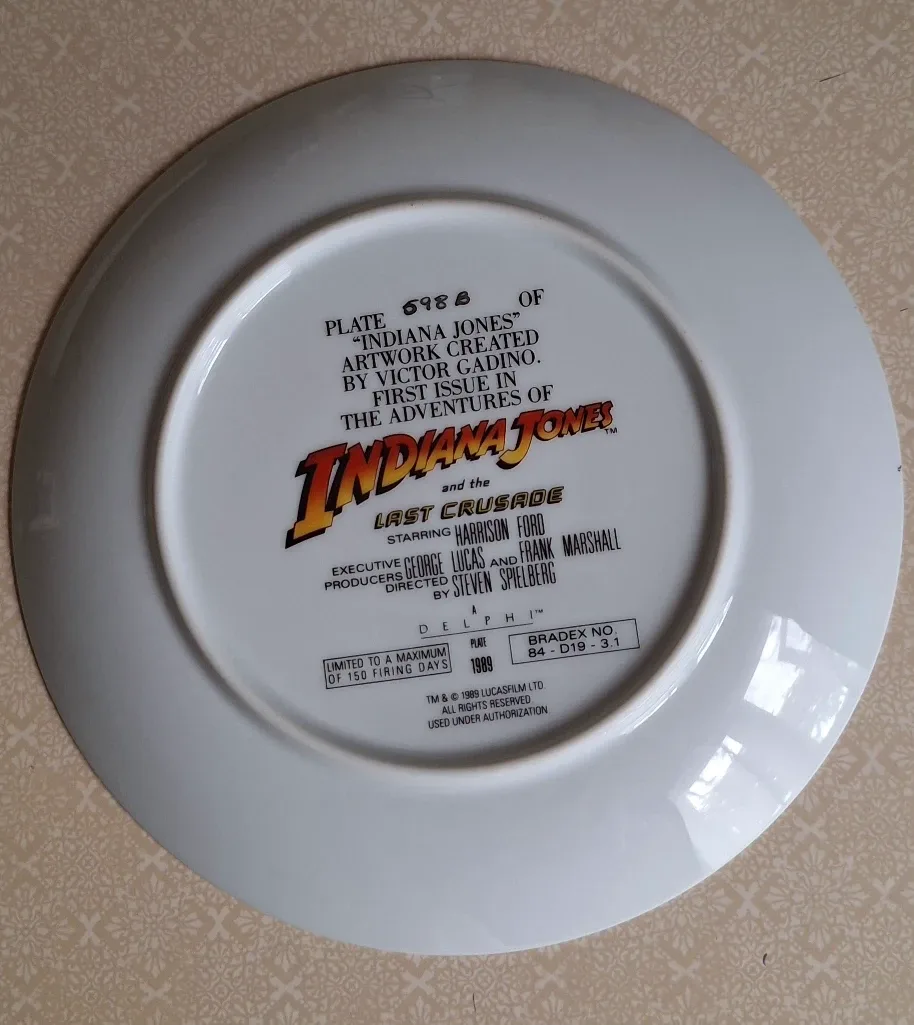 PLATE 698 B OF
"INDIANA JONES"
ARTWORK CREATED
BY VICTOR GADINO.
FIRST ISSUE IN
THE ADVENTURES OF
INDIANA JONES™
and the
LAST CRUSADE
STARRING HARRISON FORD
EXECUTIVE PRODUCERS GEORGE LUCAS AND FRANK MARSHALL
DIRECTED BY STEVEN SPIELBERG
A
DELPHI™
PLATE
1989
LIMITED TO A MAXIMUM
OF 150 FIRING DAYS
BRADEX NO.
84 - D19 - 3.1
TM & © 1989 LUCASFILM LTD.
ALL RIGHTS RESERVED
USED UNDER AUTHORIZATION